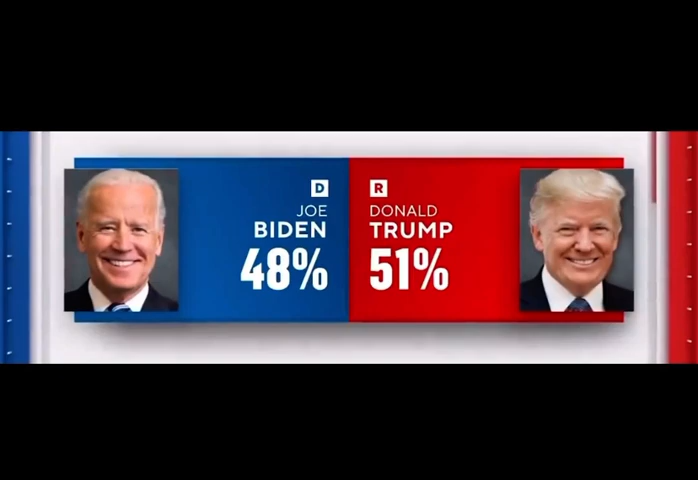 D
JOE
BIDEN
48%
R
DONALD
TRUMP
51%